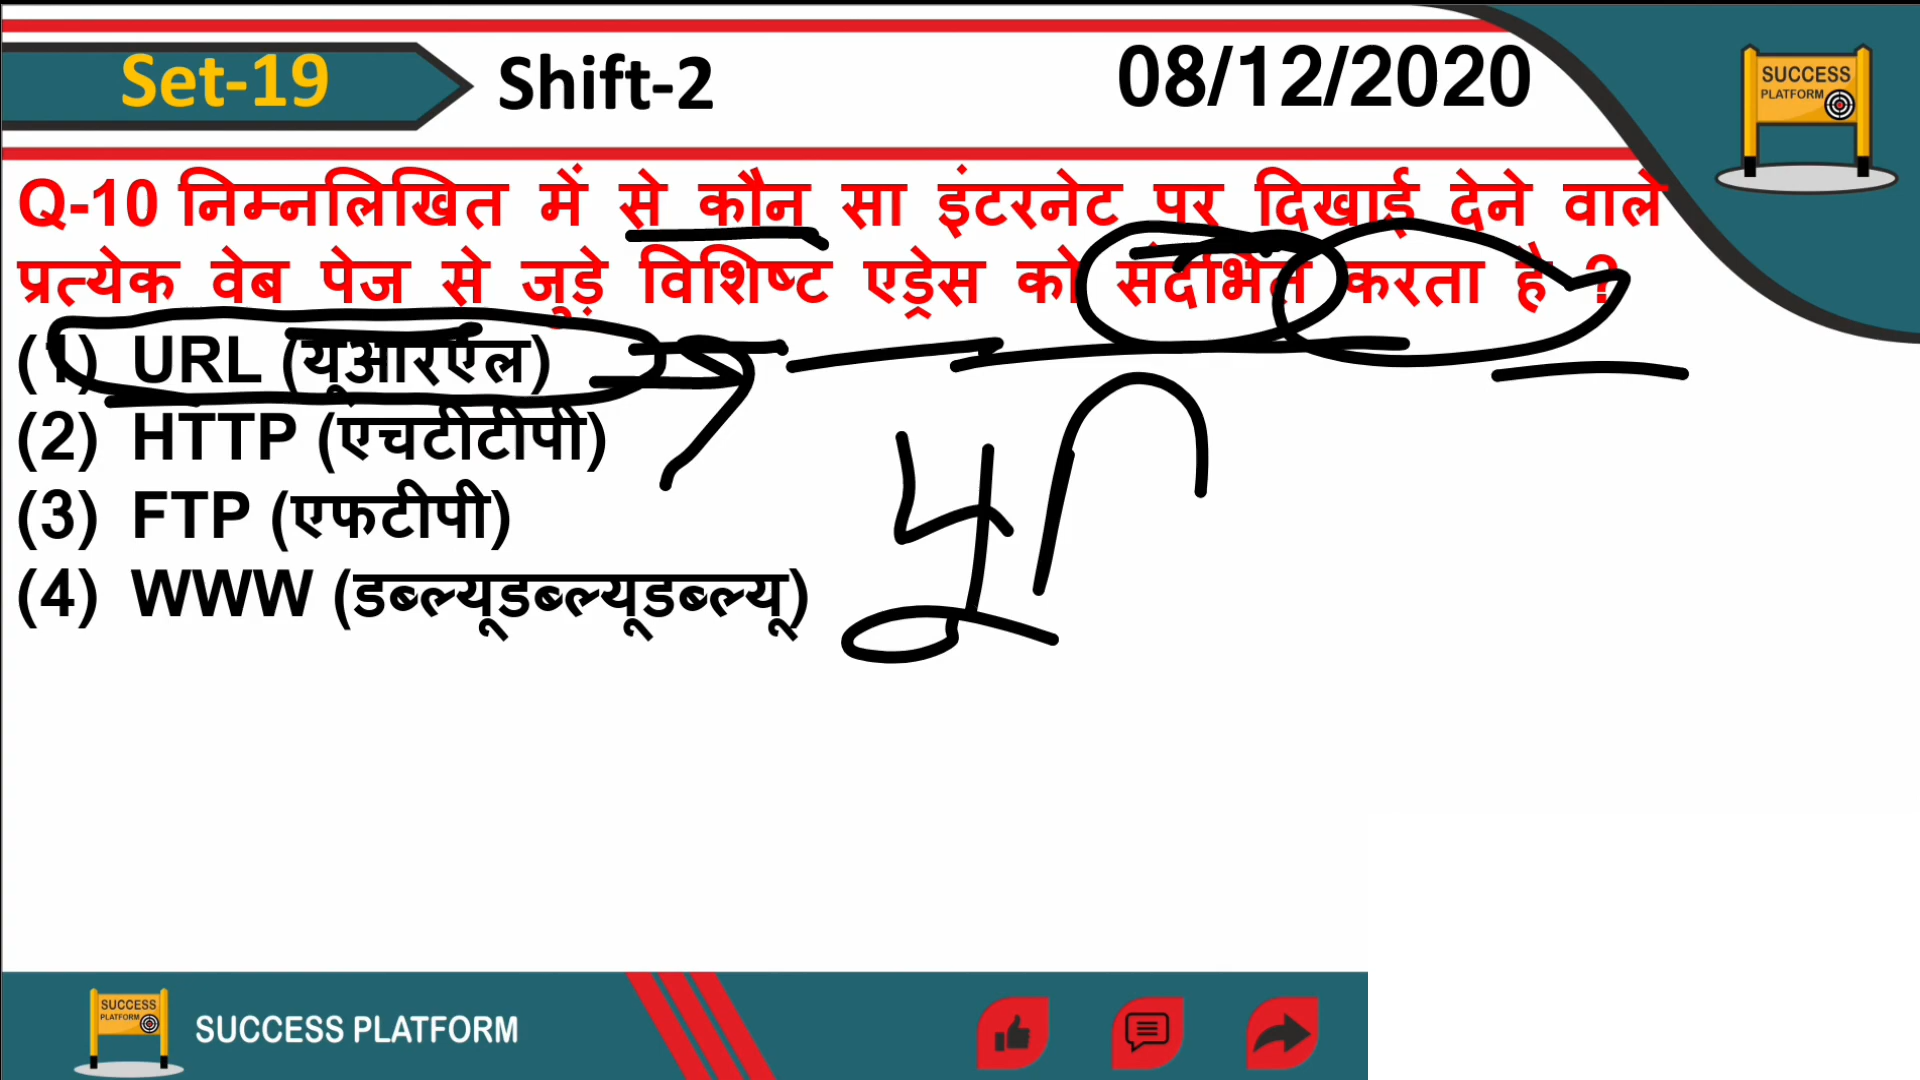 Set-19
Shift-2
08/12/2020
SUCCESS
PLATFORM
Q-10 निम्नलिखित में से कौन सा इंटरनेट पर दिखाई देने वाले
प्रत्येक वेब पेज से जुड़े विशिष्ट एड्रेस को संदर्भित करता है ?
(1) URL (यूआरएल)
(2) HTTP (एचटीटीपी)
(3) FTP (एफटीपी)
(4) WWW (डब्ल्यूडब्ल्यूडब्ल्यू)
SUCCESS
PLATFORM
SUCCESS PLATFORM